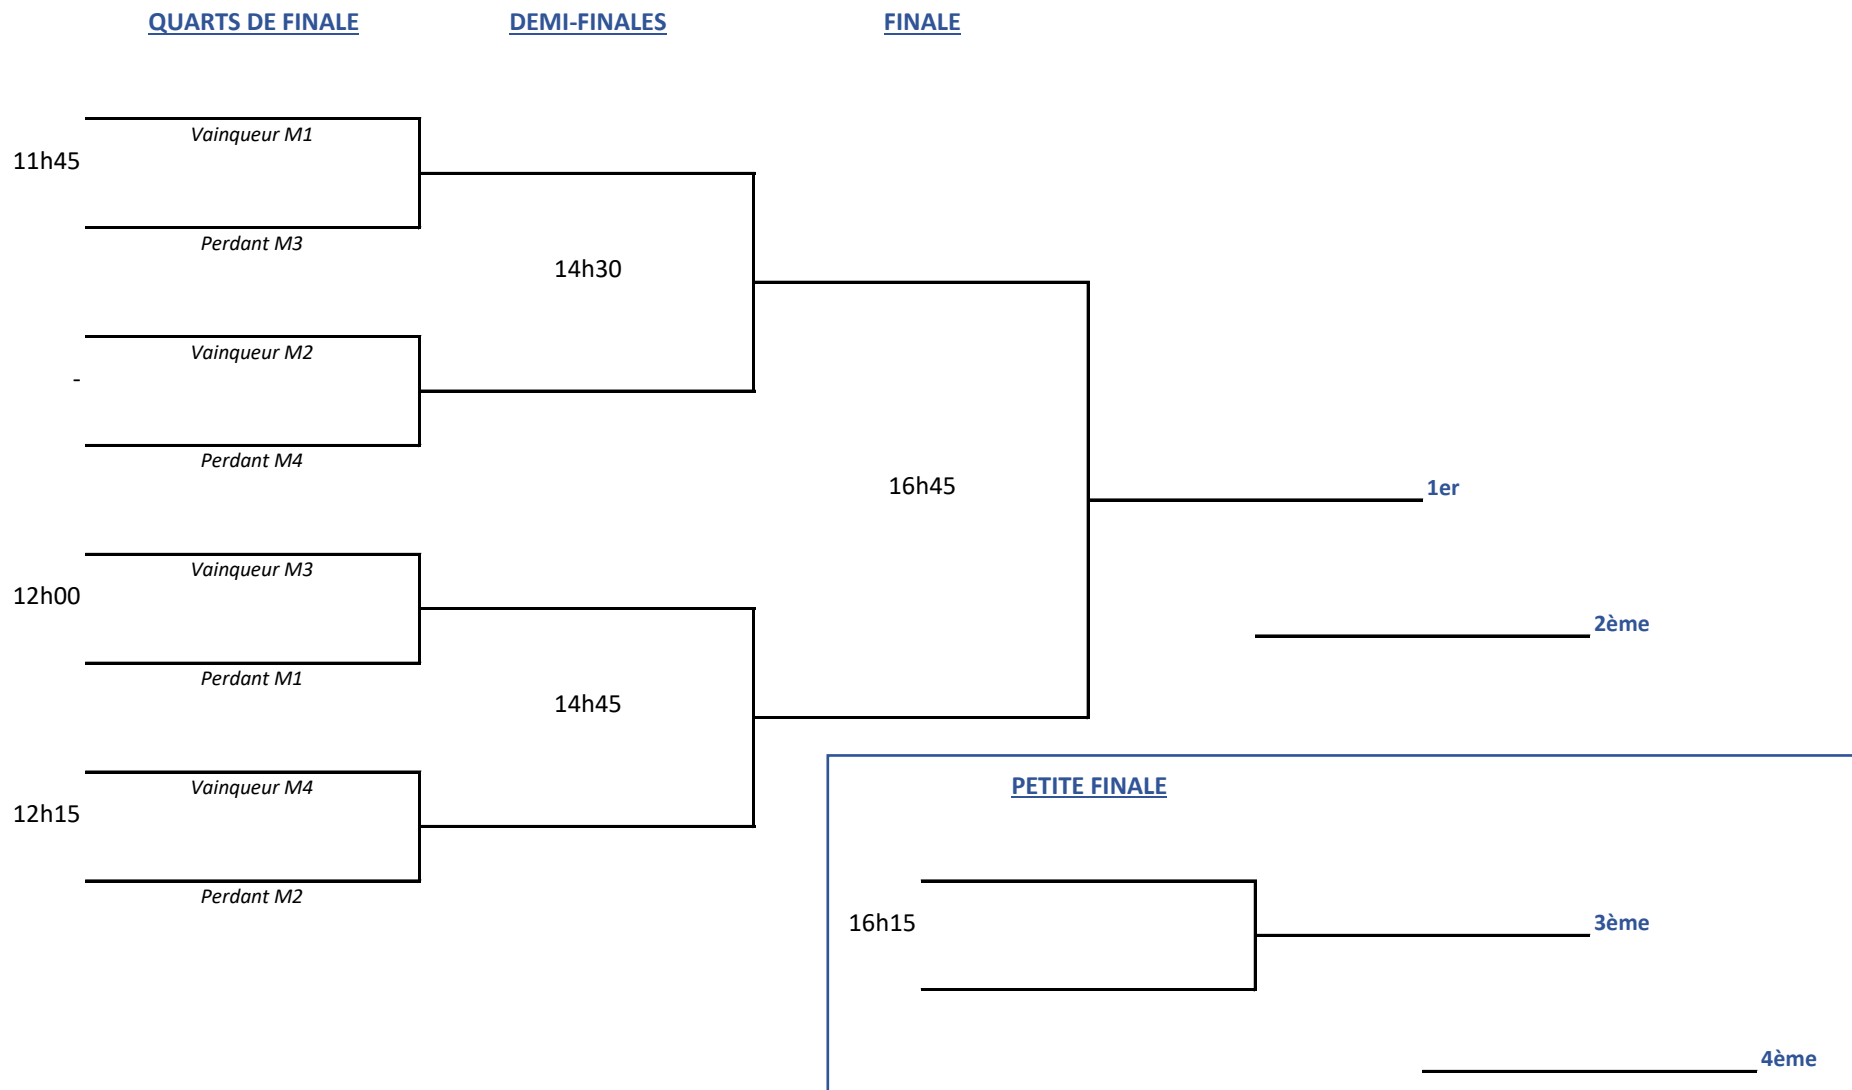 QUARTS DE FINALE
DEMI-FINALES
FINALE
Vainqueur M1
11h45
Perdant M3
14h30
Vainqueur M2
-
Perdant M4
16h45
1er
Vainqueur M3
12h00
2ème
Perdant M1
14h45
Vainqueur M4
12h15
Perdant M2
PETITE FINALE
16h15
3ème
4ème